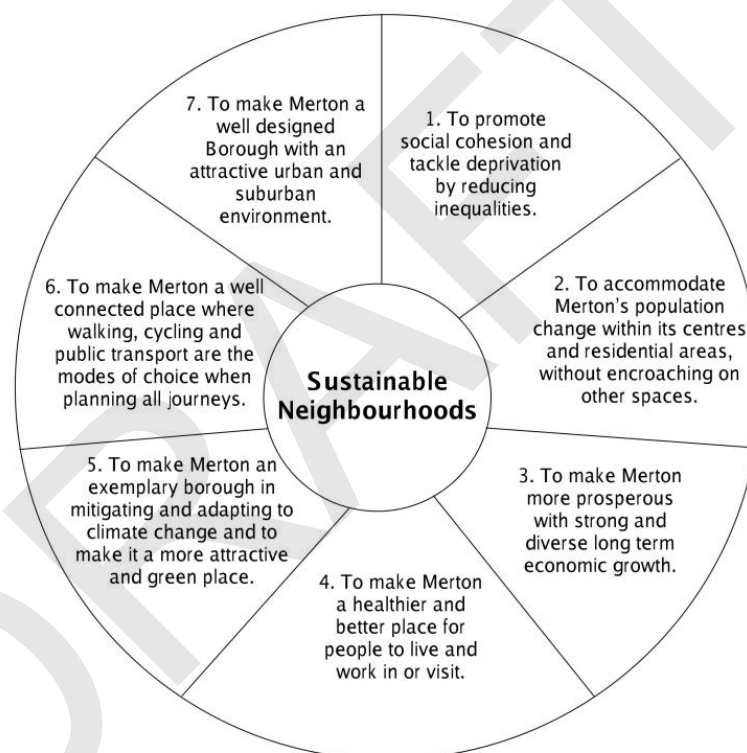 1. To promote
social cohesion and
tackle deprivation
by reducing
inequalities.
2. To accommodate
Merton's population
change within its centres
and residential areas,
without encroaching on
other spaces.
3. To make Merton
more prosperous
with strong and
diverse long term
economic growth.
4. To make Merton
a healthier and
better place for
people to live and
work in or visit.
5. To make Merton an
exemplary borough in
mitigating and adapting to
climate change and to
make it a more attractive
and green place.
6. To make Merton a well
connected place where
walking, cycling and
public transport are the
modes of choice when
planning all journeys.
7. To make Merton a
well designed
Borough with an
attractive urban and
suburban
environment.
Sustainable
Neighbourhoods
DRAFT